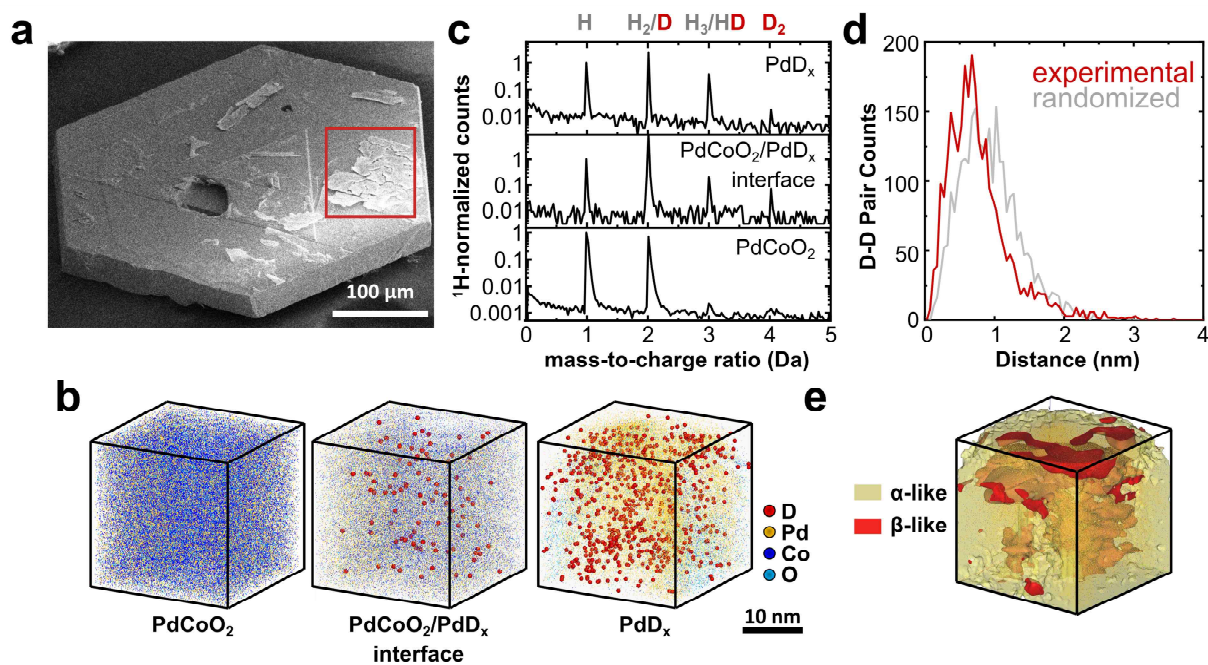 a
100 µm
c
H H₂/D H₃/HD D₂
¹H-normalized counts
1
0.1
0.01
PdDₓ
1
0.1
0.01
PdCoO₂/PdDₓ
interface
1
0.1
0.01
0.001
PdCoO₂
0 1 2 3 4 5
mass-to-charge ratio (Da)
d
D-D Pair Counts
200
150
100
50
0
experimental
randomized
0 1 2 3 4
Distance (nm)
b
PdCoO₂
PdCoO₂/PdDₓ
interface
PdDₓ
D
Pd
Co
O
10 nm
e
α-like
β-like